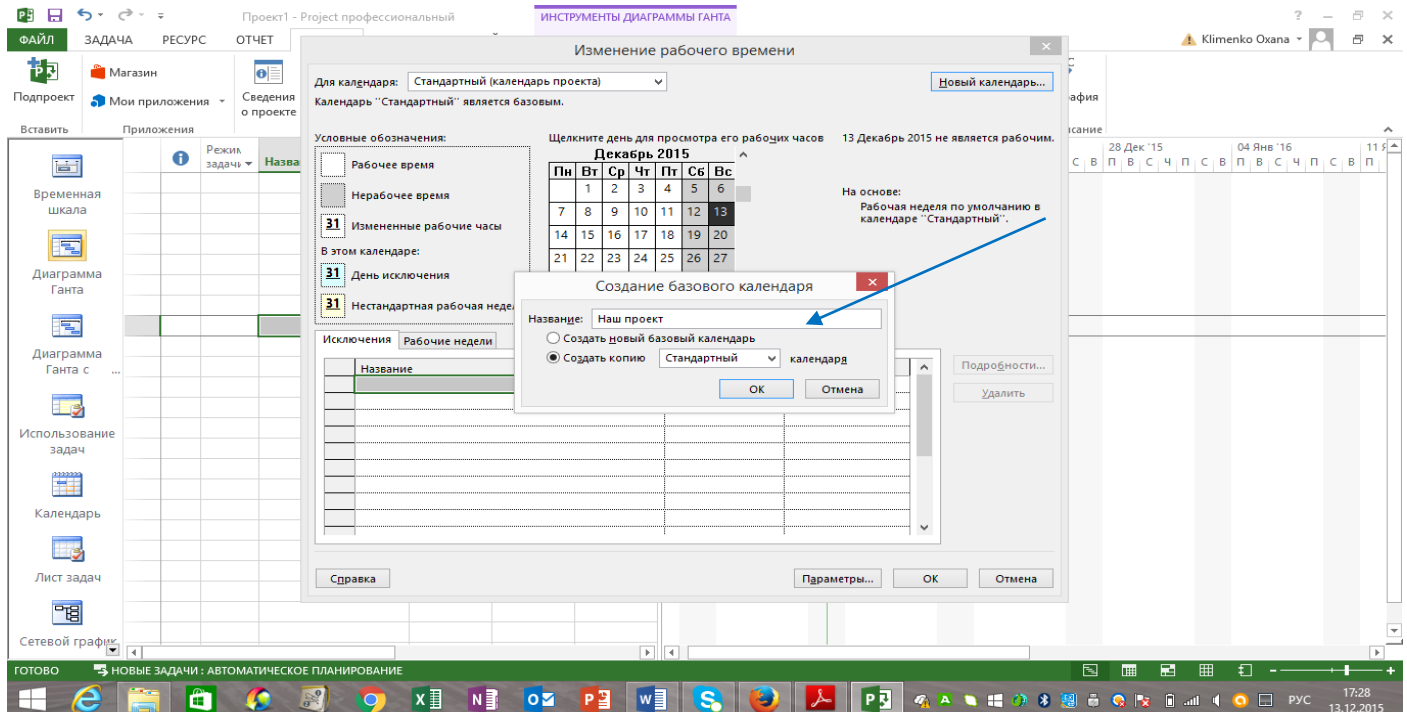 Проект1 - Project профессиональный
ИНСТРУМЕНТЫ ДИАГРАММЫ ГАНТА
ФАЙЛ ЗАДАЧА РЕСУРС ОТЧЕТ
Klimenko Oxana
Подпроект
Магазин
Мои приложения
Сведения
о проекте
Вставить Приложения
Изменение рабочего времени
Для календаря: Стандартный (календарь проекта)
Новый календарь...
Календарь "Стандартный" является базовым.
Условные обозначения:
Рабочее время
Нерабочее время
31 Измененные рабочие часы
В этом календаре:
31 День исключения
31 Нестандартная рабочая
Щелкните день для просмотра его рабочих часов
Декабрь 2015
Пн Вт Ср Чт Пт Сб Вс
1 2 3 4 5 6
7 8 9 10 11 12 13
14 15 16 17 18 19 20
21 22 23 24 25 26 27
13 Декабрь 2015 не является рабочим.
На основе:
Рабочая неделя по умолчанию в
календаре "Стандартный".
Создание базового календаря
Название: Наш проект
Создать новый базовый календарь
Создать копию Стандартный календаря
ОК Отмена
Исключения Рабочие недели
Название
Подробности...
Удалить
Справка
Параметры... ОК Отмена
Режим
задачи
28 Дек '15 04 Янв '16
С В П В С Ч П С В П В С Ч П С В П
Временная
шкала
Диаграмма
Ганта
Диаграмма
Ганта с ...
Использование
задач
Календарь
Лист задач
Сетевой график
ГОТОВО НОВЫЕ ЗАДАЧИ : АВТОМАТИЧЕСКОЕ ПЛАНИРОВАНИЕ
РУС
17:28
13.12.2015